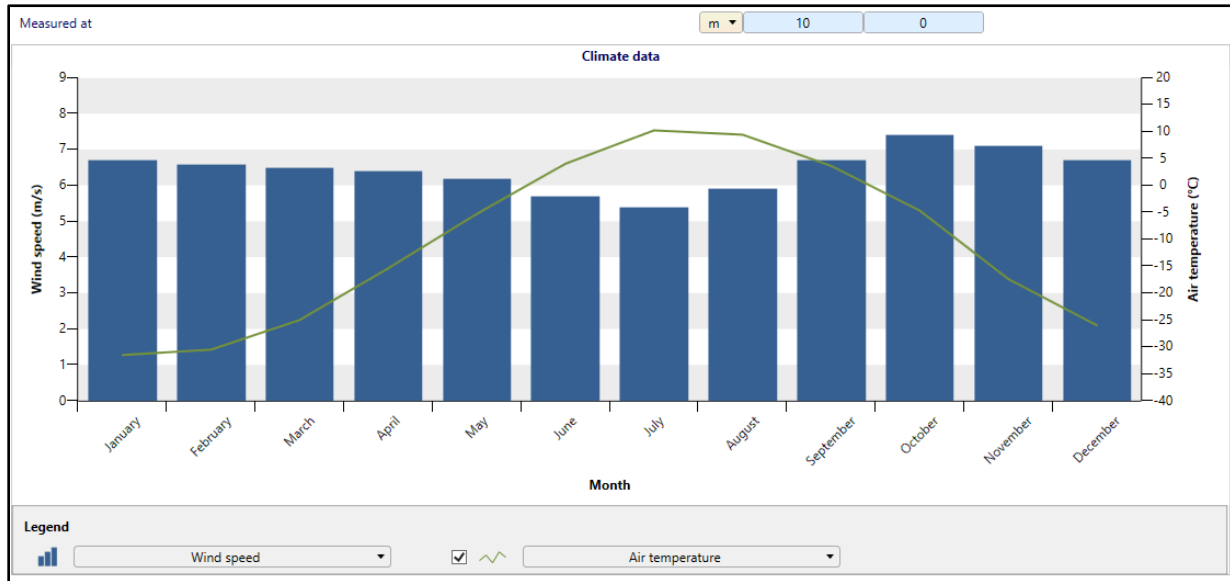 Measured at m 10 0
Climate data
Wind speed (m/s)
9
8
7
6
5
4
3
2
1
0
20
15
10
5
0
-5
-10
-15
-20
-25
-30
-35
-40
Air temperature (°C)
January February March April May June July August September October November December
Month
Legend
Wind speed Air temperature